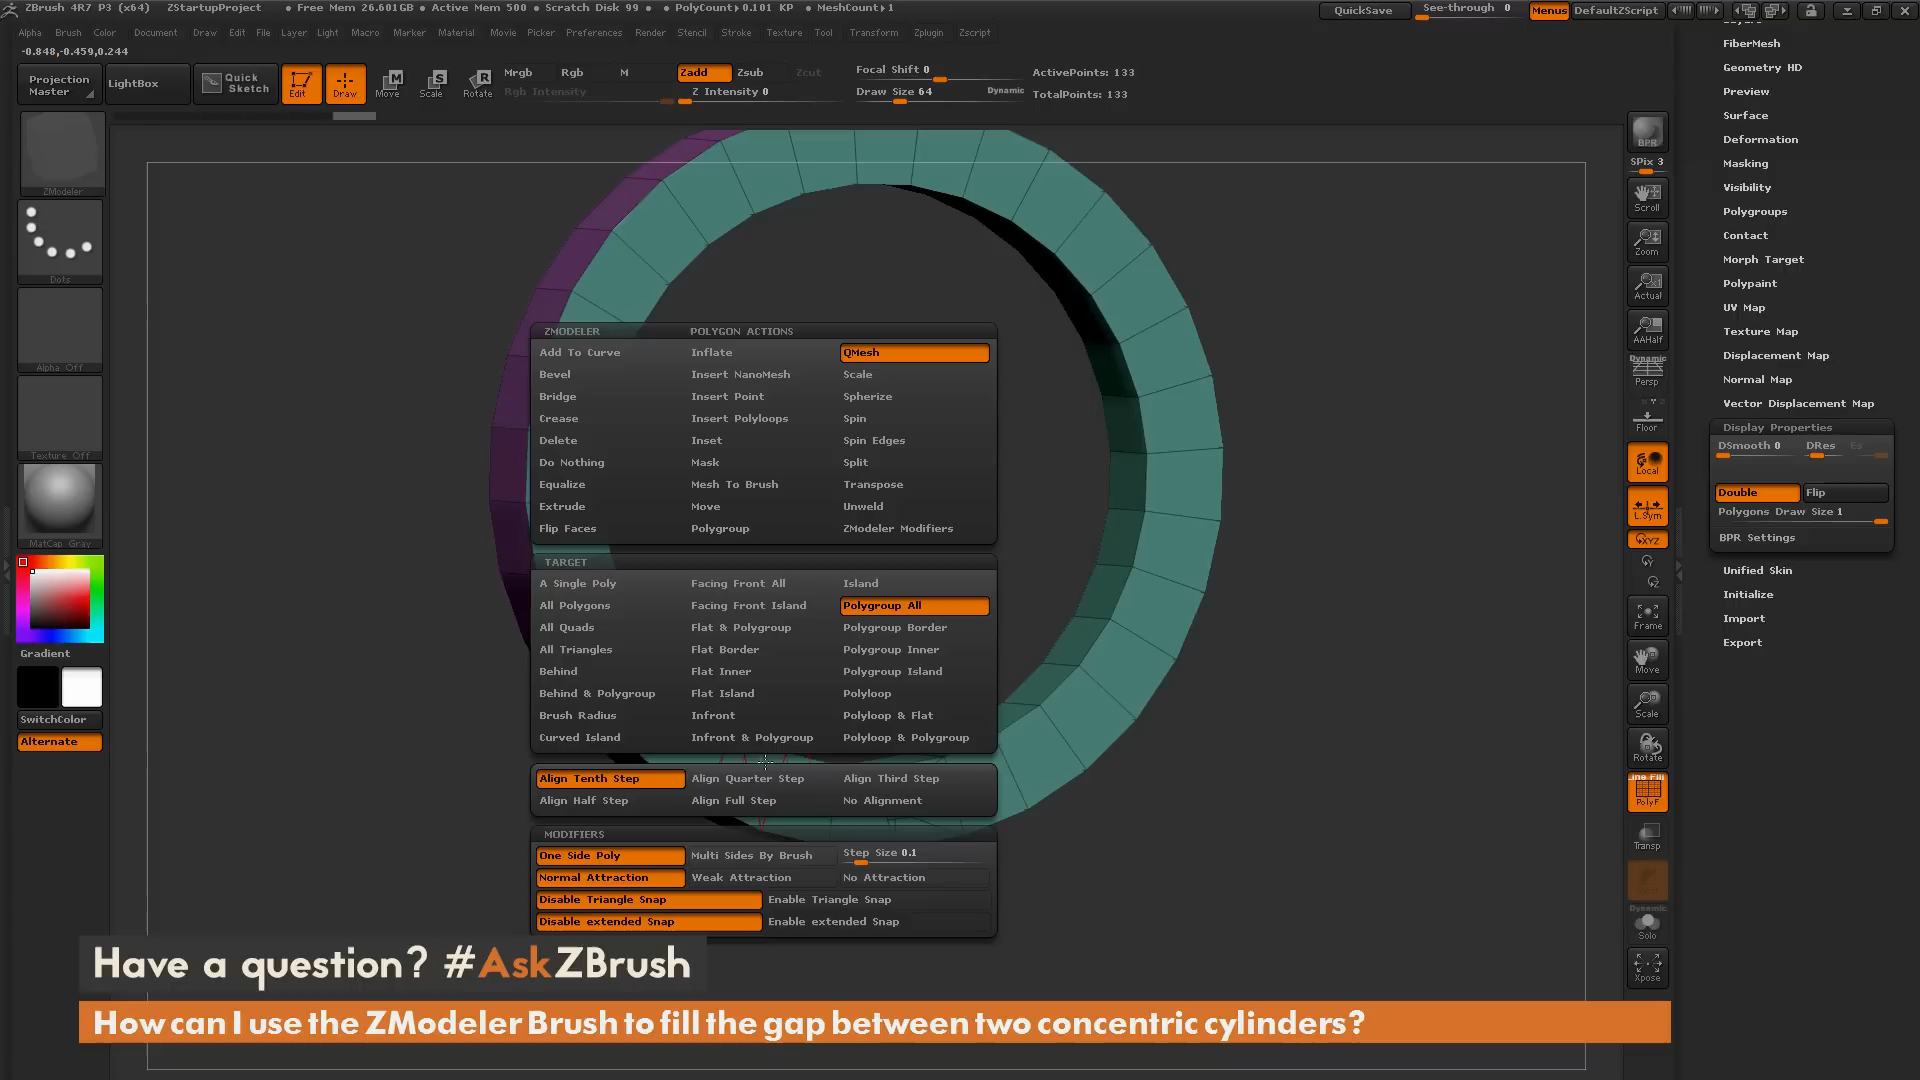 ZBrush 4R7 P3 (x64) ZStartupProject • Free Mem 26.601GB • Active Mem 500 • Scratch Disk 99 • PolyCount▸0.101 KP • MeshCount▸1
QuickSave See-through 0 Menus DefaultZScript
Alpha Brush Color Document Draw Edit File Layer Light Macro Marker Material Movie Picker Preferences Render Stencil Stroke Texture Tool Transform Zplugin Zscript
-0.848,-0.459,0.244
Projection Master
LightBox
Quick Sketch
Edit
Draw
Move
Scale
Rotate
Mrgb Rgb M
Rgb Intensity
Zadd Zsub Zcut
Z Intensity 0
Focal Shift 0
Draw Size 64 Dynamic
ActivePoints: 133
TotalPoints: 133
ZModeler
Dots
Alpha Off
Texture Off
MatCap Gray
Gradient
SwitchColor
Alternate
ZMODELER POLYGON ACTIONS
Add To Curve Inflate QMesh
Bevel Insert NanoMesh Scale
Bridge Insert Point Spherize
Crease Insert Polyloops Spin
Delete Inset Spin Edges
Do Nothing Mask Split
Equalize Mesh To Brush Transpose
Extrude Move Unweld
Flip Faces Polygroup ZModeler Modifiers
TARGET
A Single Poly Facing Front All Island
All Polygons Facing Front Island Polygroup All
All Quads Flat & Polygroup Polygroup Border
All Triangles Flat Border Polygroup Inner
Behind Flat Inner Polygroup Island
Behind & Polygroup Flat Island Polyloop
Brush Radius Infront Polyloop & Flat
Curved Island Infront & Polygroup Polyloop & Polygroup
Align Tenth Step Align Quarter Step Align Third Step
Align Half Step Align Full Step No Alignment
MODIFIERS
One Side Poly Multi Sides By Brush Step Size 0.1
Normal Attraction Weak Attraction No Attraction
Disable Triangle Snap Enable Triangle Snap
Disable extended Snap Enable extended Snap
BPR
SPix 3
Scroll
Zoom
Actual
AAHalf
Dynamic
Persp
Floor
Local
L.Sym
XYZ
Y
Z
Frame
Move
Scale
Rotate
PolyF
Transp
Dynamic
Solo
Xpose
FiberMesh
Geometry HD
Preview
Surface
Deformation
Masking
Visibility
Polygroups
Contact
Morph Target
Polypaint
UV Map
Texture Map
Displacement Map
Normal Map
Vector Displacement Map
Display Properties
DSmooth 0 DRes Es
Double Flip
Polygons Draw Size 1
BPR Settings
Unified Skin
Initialize
Import
Export
Have a question? #AskZBrush
How can I use the ZModeler Brush to fill the gap between two concentric cylinders?